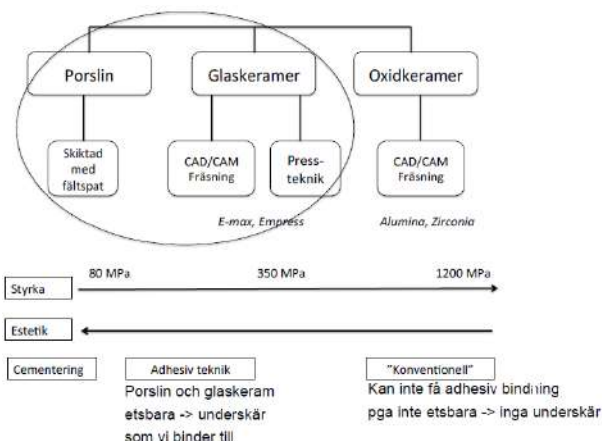 Porslin
Glaskeramer
Oxidkeramer
Skiktad
med
fältspat
CAD/CAM
Fräsning
Press-
teknik
CAD/CAM
Fräsning
E-max, Empress
Alumina, Zirconia
80 MPa
350 MPa
1200 MPa
Styrka
Estetik
Cementering
Adhesiv teknik
"Konventionell"
Porslin och glaskeram
etsbara -> underskär
som vi binder till
Kan inte få adhesiv bindning
pga inte etsbara -> inga underskär